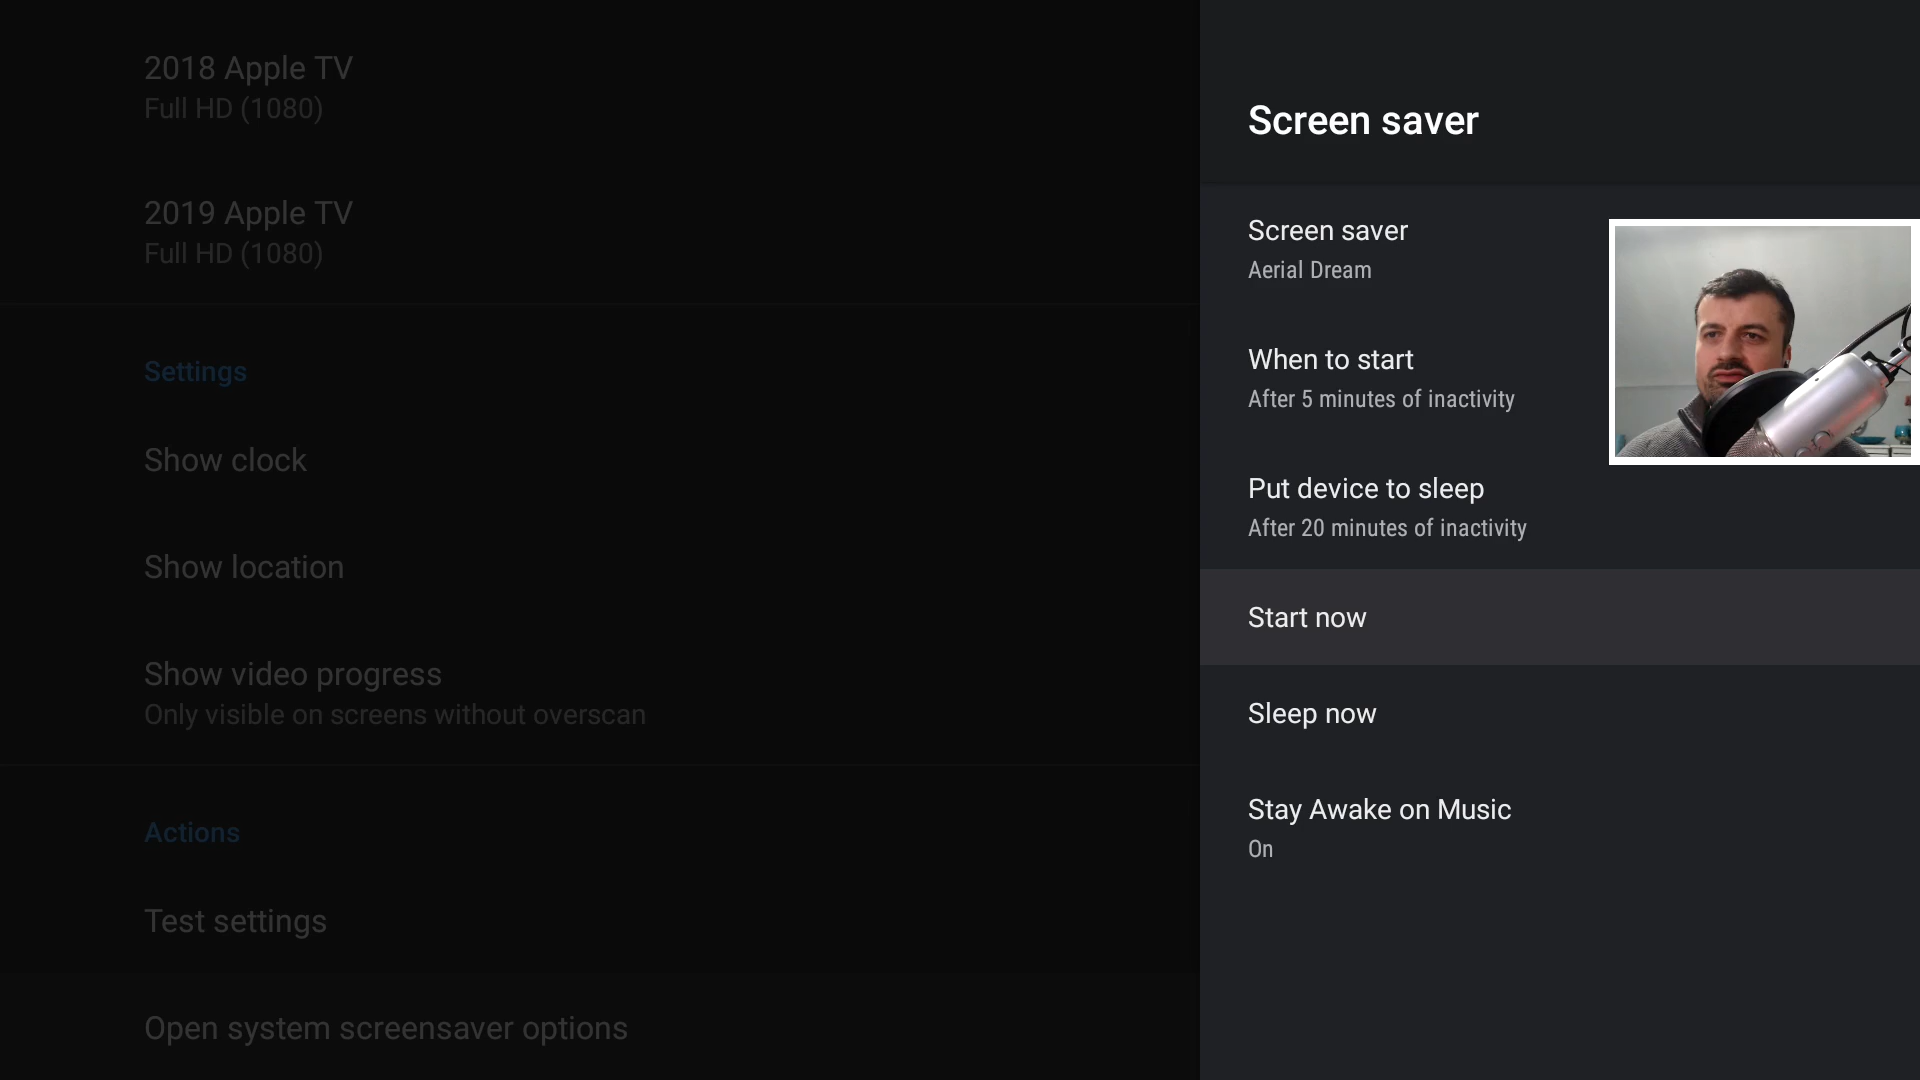 2018 Apple TV
Full HD (1080)
2019 Apple TV
Full HD (1080)
Settings
Show clock
Show location
Show video progress
Only visible on screens without overscan
Actions
Test settings
Open system screensaver options
Screen saver
Screen saver
Aerial Dream
When to start
After 5 minutes of inactivity
Put device to sleep
After 20 minutes of inactivity
Start now
Sleep now
Stay Awake on Music
On